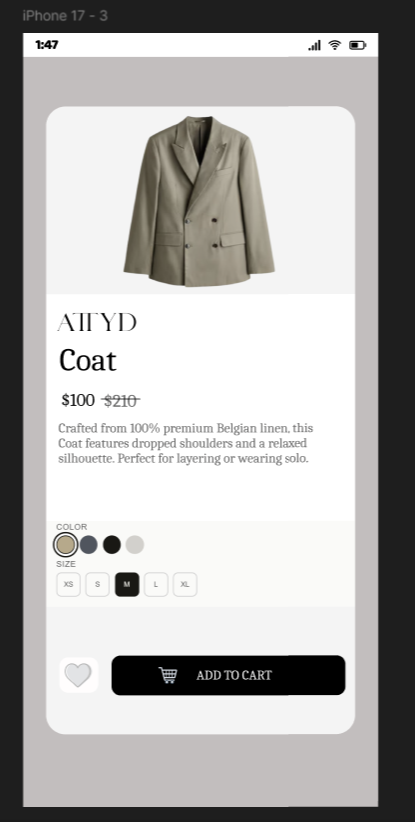 iPhone 17 - 3
1:47
ATTYD
Coat
$100 $210
Crafted from 100% premium Belgian linen, this
Coat features dropped shoulders and a relaxed
silhouette. Perfect for layering or wearing solo.
COLOR
SIZE
XS S M L XL
ADD TO CART